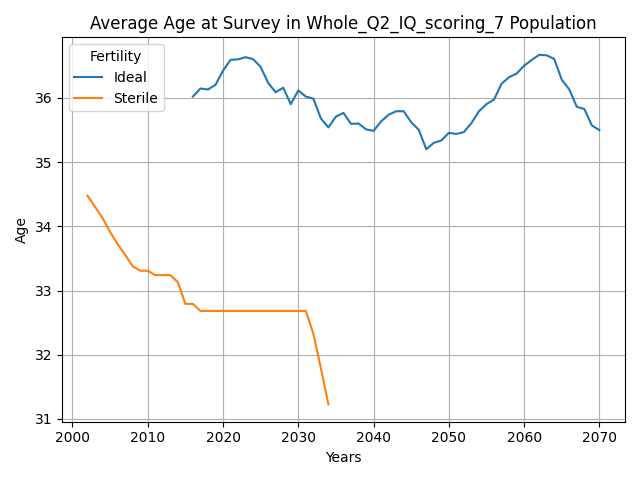 Average Age at Survey in Whole_Q2_IQ_scoring_7 Population
Fertility
Ideal
Sterile
36
35
34
33
32
31
Age
2000 2010 2020 2030 2040 2050 2060 2070
Years